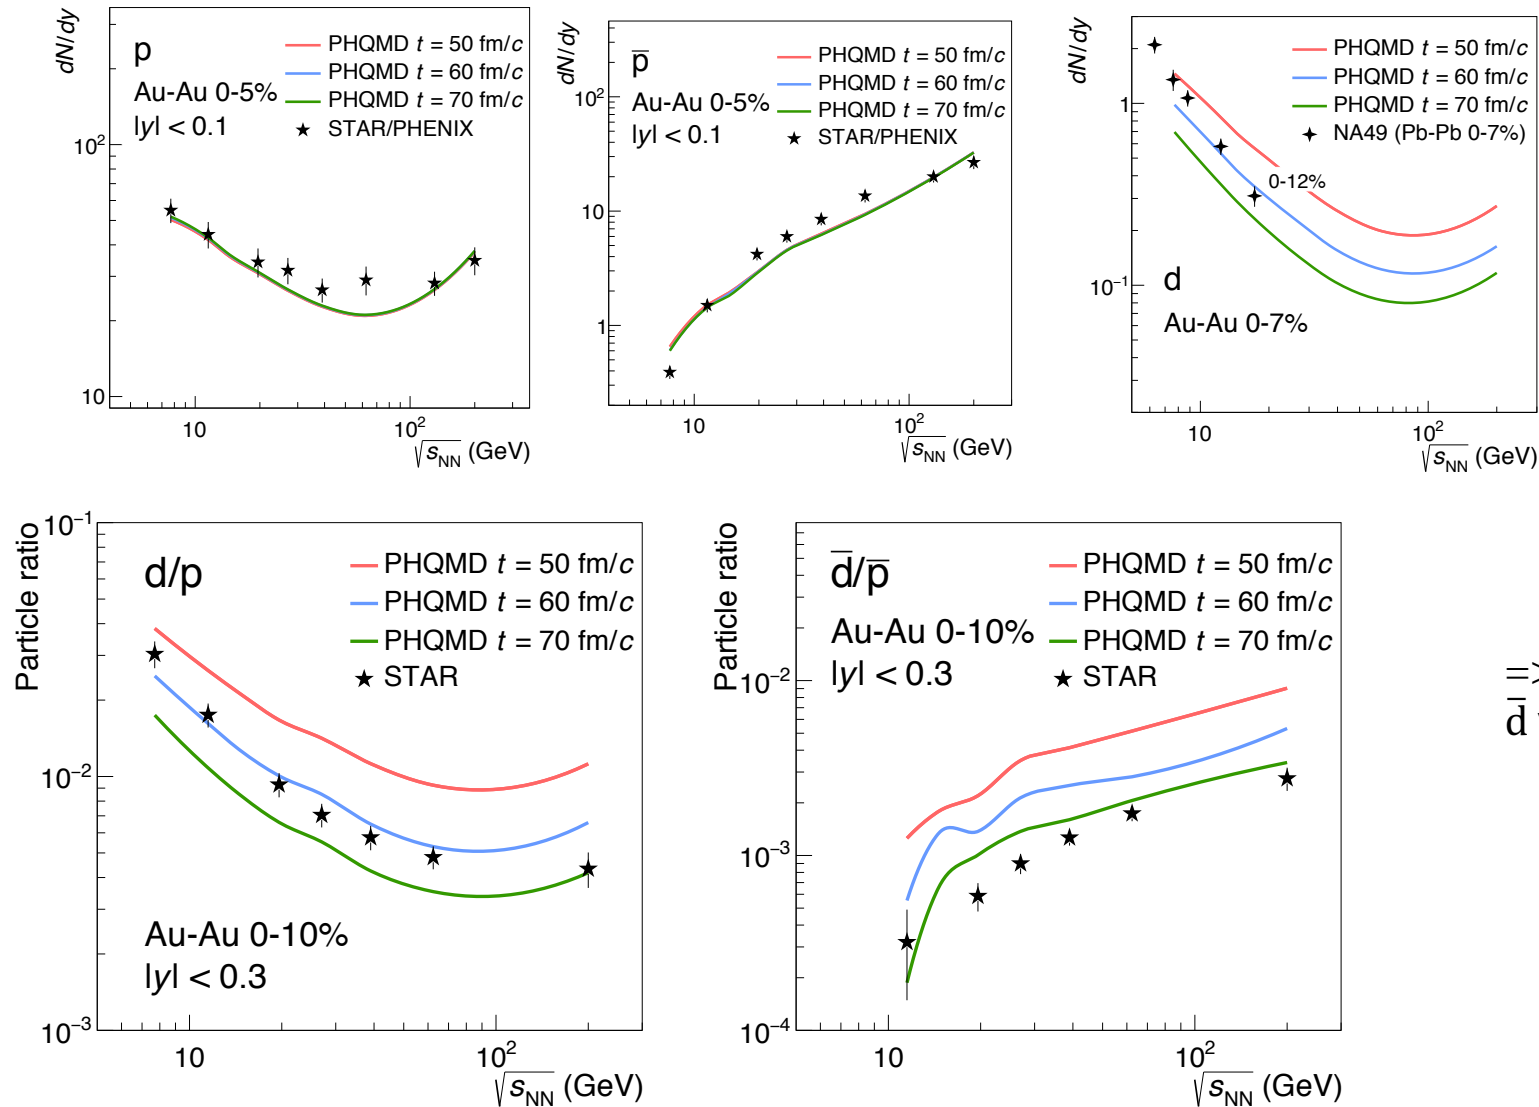 dN/dy
p
Au-Au 0-5%
|y| < 0.1
PHQMD t = 50 fm/c
PHQMD t = 60 fm/c
PHQMD t = 70 fm/c
STAR/PHENIX
10²
10
10
10²
√sNN (GeV)
dN/dy
p̅
Au-Au 0-5%
|y| < 0.1
PHQMD t = 50 fm/c
PHQMD t = 60 fm/c
PHQMD t = 70 fm/c
STAR/PHENIX
10²
10
1
10
10²
√sNN (GeV)
dN/dy
PHQMD t = 50 fm/c
PHQMD t = 60 fm/c
PHQMD t = 70 fm/c
NA49 (Pb-Pb 0-7%)
0-12%
1
10⁻¹
d
Au-Au 0-7%
10
10²
√sNN (GeV)
Particle ratio
10⁻¹
d/p
PHQMD t = 50 fm/c
PHQMD t = 60 fm/c
PHQMD t = 70 fm/c
STAR
10⁻²
Au-Au 0-10%
|y| < 0.3
10⁻³
10
10²
√sNN (GeV)
Particle ratio
d̅/p̅
Au-Au 0-10%
|y| < 0.3
PHQMD t = 50 fm/c
PHQMD t = 60 fm/c
PHQMD t = 70 fm/c
STAR
10⁻²
10⁻³
10⁻⁴
10
10²
√sNN (GeV)
=>
d̅